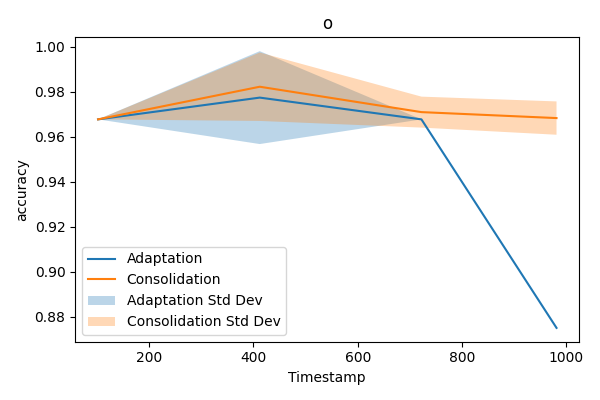 o
1.00
0.98
0.96
0.94
0.92
0.90
0.88
accuracy
Adaptation
Consolidation
Adaptation Std Dev
Consolidation Std Dev
200 400 600 800 1000
Timestamp